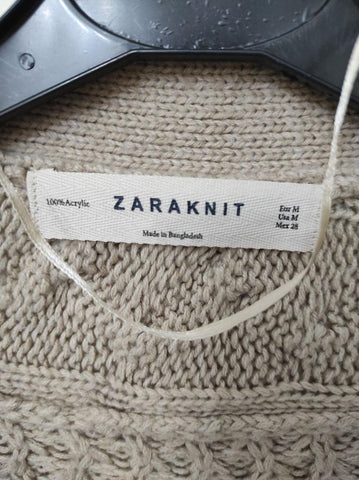 100% Acrylic
ZARAKNIT
Eur M
Usa M
Mex 28
Made in Bangladesh